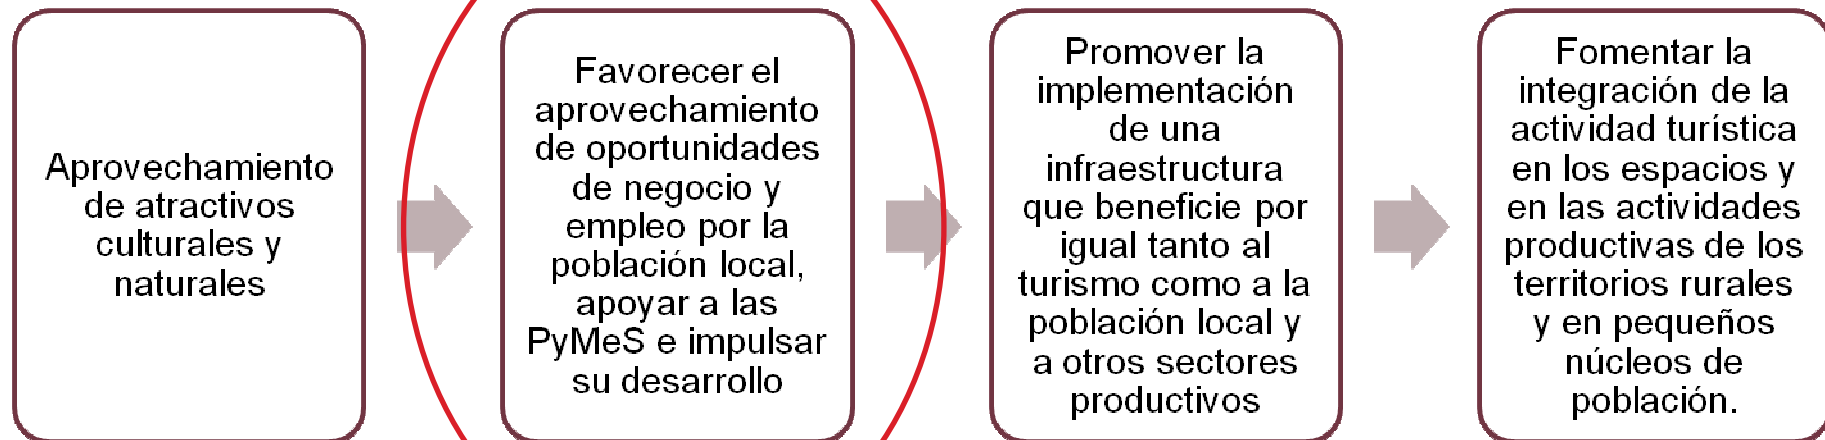 Aprovechamiento
de atractivos
culturales y
naturales
Favorecer el
aprovechamiento
de oportunidades
de negocio y
empleo por la
población local,
apoyar a las
PyMeS e impulsar
su desarrollo
Promover la
implementación
de una
infraestructura
que beneficie por
igual tanto al
turismo como a la
población local y
a otros sectores
productivos
Fomentar la
integración de la
actividad turística
en los espacios y
en las actividades
productivas de los
territorios rurales
y en pequeños
núcleos de
población.